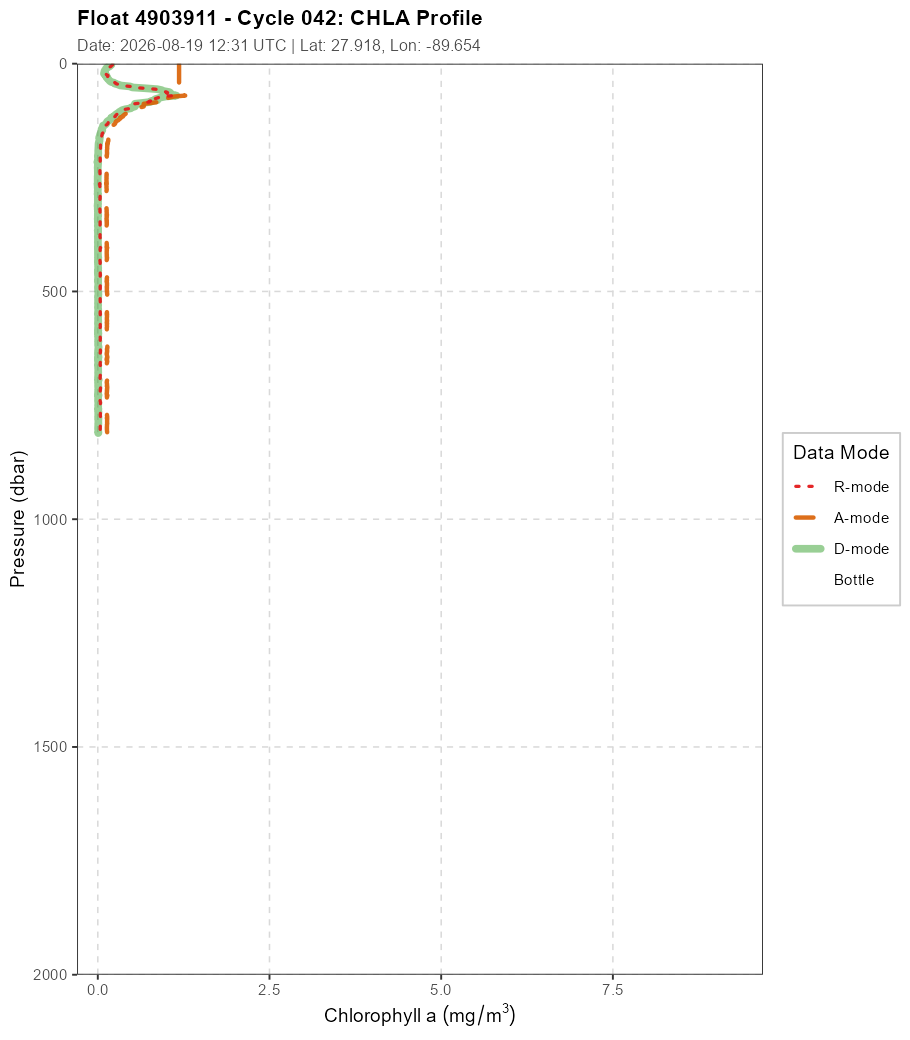 Float 4903911 - Cycle 042: CHLA Profile
Date: 2026-08-19 12:31 UTC | Lat: 27.918, Lon: -89.654
0
500
1000
1500
2000
Pressure (dbar)
0.0 2.5 5.0 7.5
Chlorophyll a (mg/m³)
Data Mode
R-mode
A-mode
D-mode
Bottle